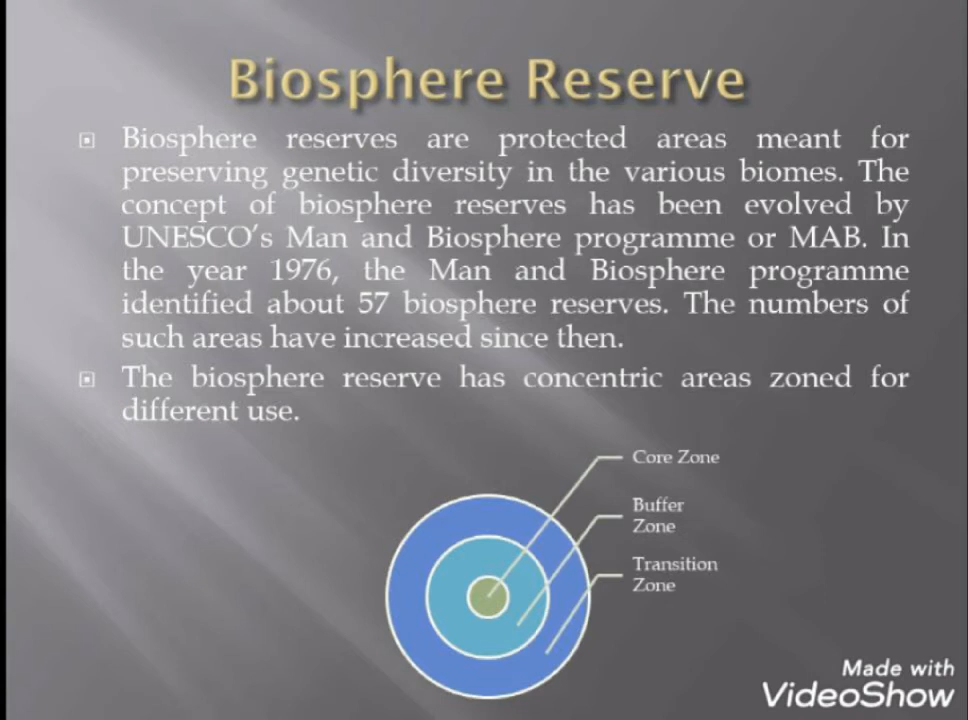 Biosphere Reserve
Biosphere reserves are protected areas meant for
preserving genetic diversity in the various biomes. The
concept of biosphere reserves has been evolved by
UNESCO's Man and Biosphere programme or MAB. In
the year 1976, the Man and Biosphere programme
identified about 57 biosphere reserves. The numbers of
such areas have increased since then.
The biosphere reserve has concentric areas zoned for
different use.
Core Zone
Buffer
Zone
Transition
Zone
Made with
VideoShow